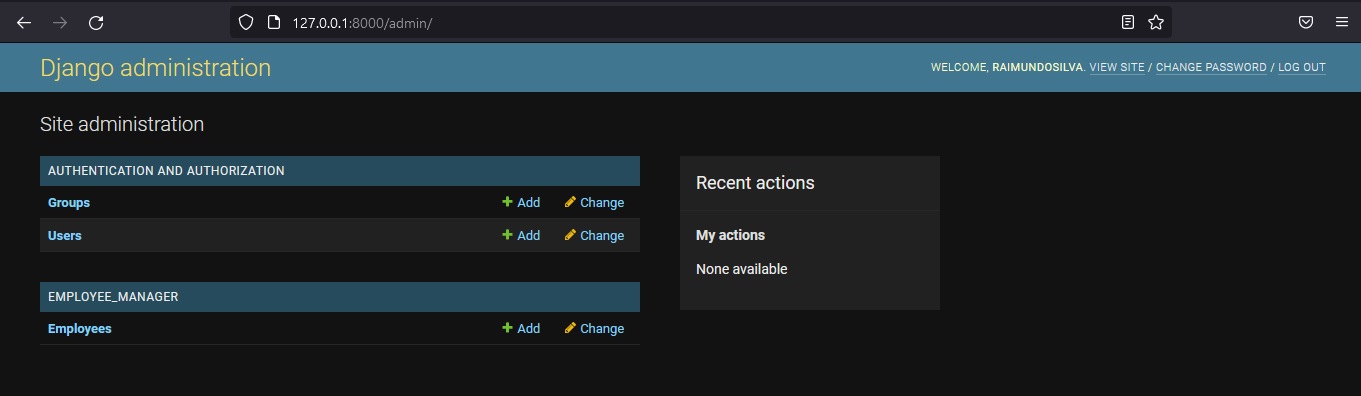 127.0.0.1:8000/admin/
Django administration
WELCOME, RAIMUNDOSILVA. VIEW SITE / CHANGE PASSWORD / LOG OUT
Site administration
AUTHENTICATION AND AUTHORIZATION
Groups Add Change
Users Add Change
EMPLOYEE_MANAGER
Employees Add Change
Recent actions
My actions
None available